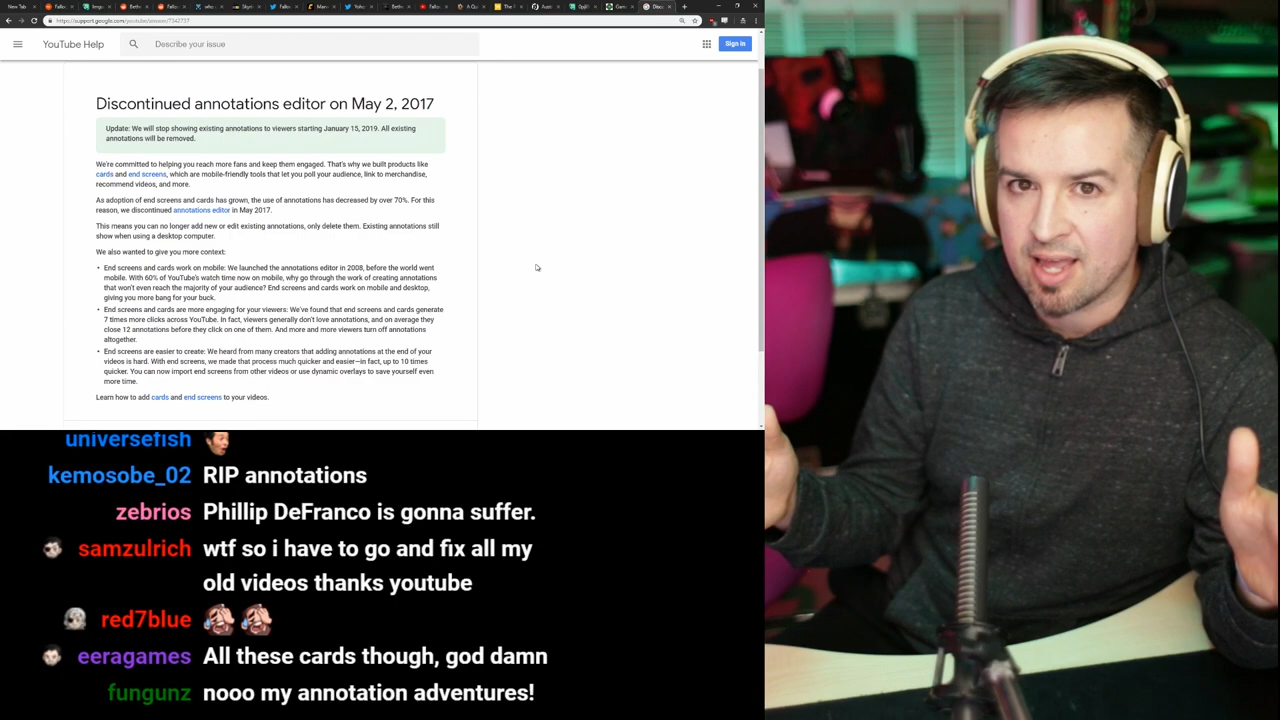 New Tab
https://support.google.com/youtube/answer/7342737
YouTube Help
Describe your issue
Sign in
Discontinued annotations editor on May 2, 2017
Update: We will stop showing existing annotations to viewers starting January 15, 2019. All existing
annotations will be removed.
We're committed to helping you reach more fans and keep them engaged. That's why we built products like
cards and end screens, which are mobile-friendly tools that let you poll your audience, link to merchandise,
recommend videos, and more.
As adoption of end screens and cards has grown, the use of annotations has decreased by over 70%. For this
reason, we discontinued annotations editor in May 2017.
This means you can no longer add new or edit existing annotations, only delete them. Existing annotations still
show when using a desktop computer.
We also wanted to give you more context:
• End screens and cards work on mobile: We launched the annotations editor in 2008, before the world went
mobile. With 60% of YouTube's watch time now on mobile, why go through the work of creating annotations
that won't even reach the majority of your audience? End screens and cards work on mobile and desktop,
giving you more bang for your buck.
• End screens and cards are more engaging for your viewers: We've found that end screens and cards generate
7 times more clicks across YouTube. In fact, viewers generally don't love annotations, and on average they
close 12 annotations before they click on one of them. And more and more viewers turn off annotations
altogether.
• End screens are easier to create: We heard from many creators that adding annotations at the end of your
videos is hard. With end screens, we made that process much quicker and easier—in fact, up to 10 times
quicker. You can now import end screens from other videos or use dynamic overlays to save yourself even
more time.
Learn how to add cards and end screens to your videos.
universefish
kemosobe_02 RIP annotations
zebrios Phillip DeFranco is gonna suffer.
samzulrich wtf so i have to go and fix all my
old videos thanks youtube
red7blue
eeragames All these cards though, god damn
fungunz nooo my annotation adventures!